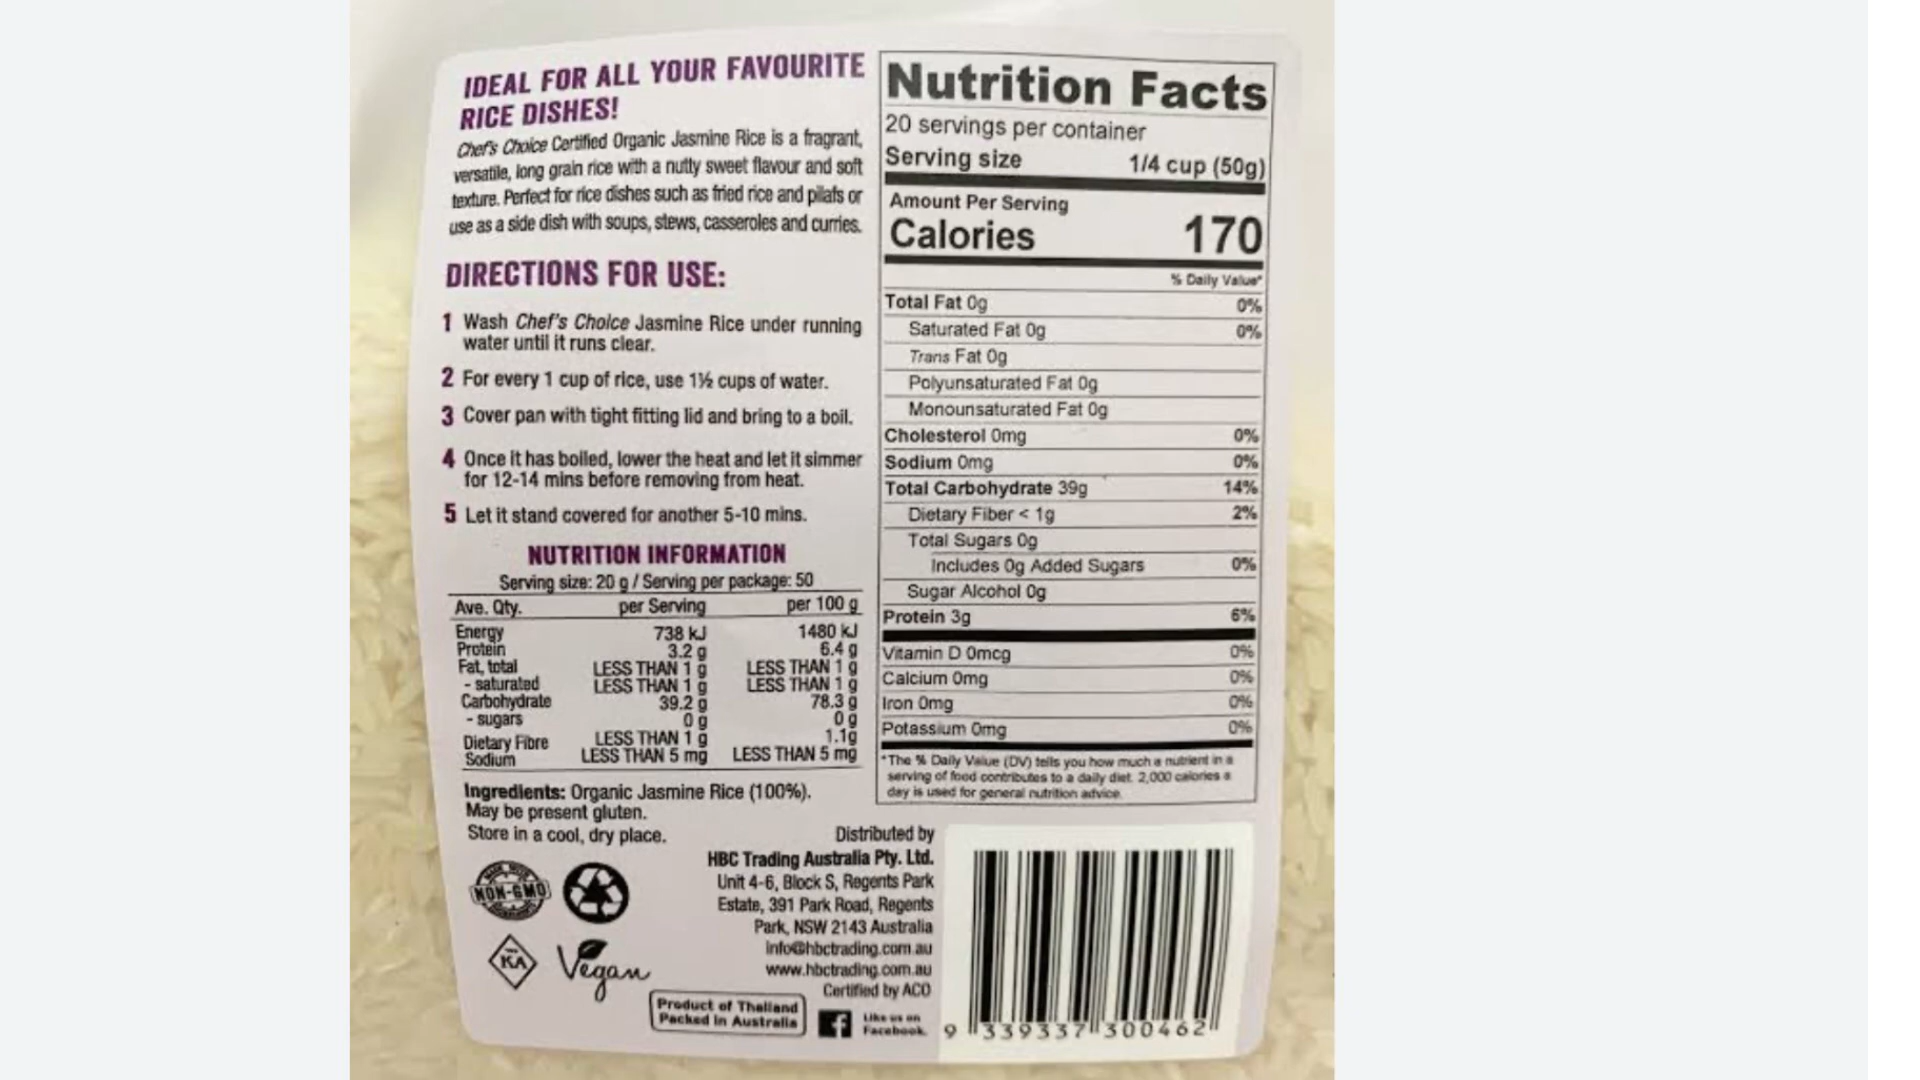 IDEAL FOR ALL YOUR FAVOURITE
RICE DISHES!
Chef's Choice Certified Organic Jasmine Rice is a fragrant,
versatile, long grain rice with a nutty sweet flavour and soft
texture. Perfect for rice dishes such as fried rice and pilafs or
use as a side dish with soups, stews, casseroles and curries.
DIRECTIONS FOR USE:
1 Wash Chef's Choice Jasmine Rice under running
water until it runs clear.
2 For every 1 cup of rice, use 1½ cups of water.
3 Cover pan with tight fitting lid and bring to a boil.
4 Once it has boiled, lower the heat and let it simmer
for 12-14 mins before removing from heat.
5 Let it stand covered for another 5-10 mins.
NUTRITION INFORMATION
Serving size: 20 g / Serving per package: 50
Ave. Qty. per Serving per 100 g
Energy 738 kJ 1480 kJ
Protein 3.2 g 6.4 g
Fat, total LESS THAN 1 g LESS THAN 1 g
- saturated LESS THAN 1 g LESS THAN 1 g
Carbohydrate 39.2 g 78.3 g
- sugars 0 g 0 g
Dietary Fibre LESS THAN 1 g 1.1g
Sodium LESS THAN 5 mg LESS THAN 5 mg
Ingredients: Organic Jasmine Rice (100%).
May be present gluten.
Store in a cool, dry place.
NON-GMO
KA
Vegan
Product of Thailand
Packed in Australia
Distributed by
HBC Trading Australia Pty. Ltd.
Unit 4-6, Block S, Regents Park
Estate, 391 Park Road, Regents
Park, NSW 2143 Australia
info@hbctrading.com.au
www.hbctrading.com.au
Certified by ACO
f
Like us on
Facebook
Nutrition Facts
20 servings per container
Serving size 1/4 cup (50g)
Amount Per Serving
Calories 170
% Daily Value*
Total Fat 0g 0%
Saturated Fat 0g 0%
Trans Fat 0g
Polyunsaturated Fat 0g
Monounsaturated Fat 0g
Cholesterol 0mg 0%
Sodium 0mg 0%
Total Carbohydrate 39g 14%
Dietary Fiber < 1g 2%
Total Sugars 0g
Includes 0g Added Sugars 0%
Sugar Alcohol 0g
Protein 3g 6%
Vitamin D 0mcg 0%
Calcium 0mg 0%
Iron 0mg 0%
Potassium 0mg 0%
*The % Daily Value (DV) tells you how much a nutrient in a
serving of food contributes to a daily diet. 2,000 calories a
day is used for general nutrition advice.
9 339337 300462